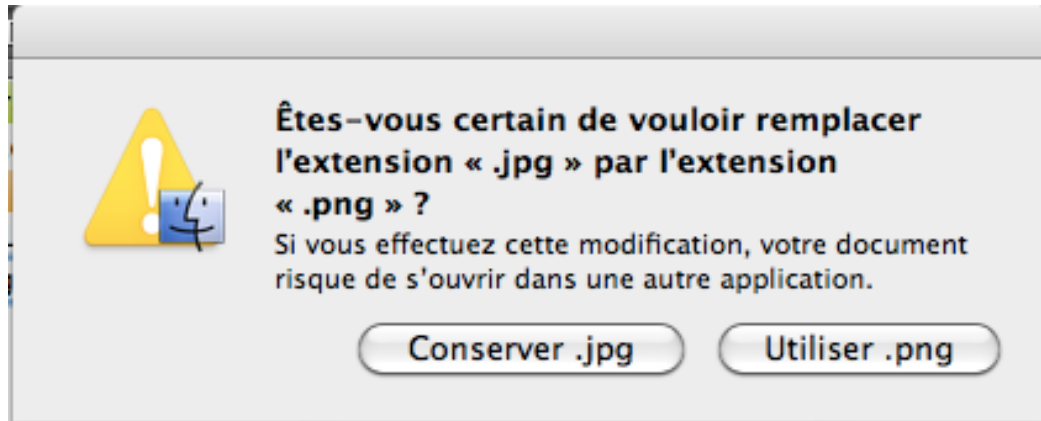 Êtes-vous certain de vouloir remplacer
l'extension « .jpg » par l'extension
« .png » ?
Si vous effectuez cette modification, votre document
risque de s'ouvrir dans une autre application.
Conserver .jpg
Utiliser .png